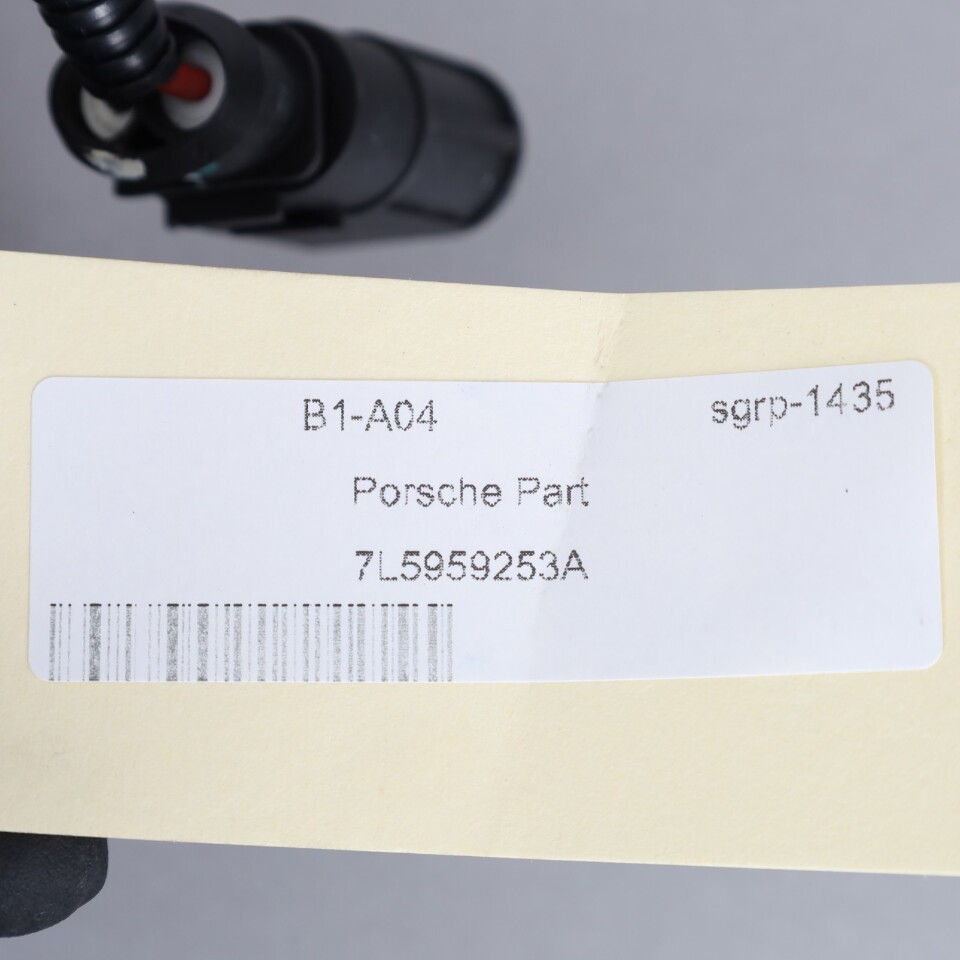 B1-A04
sgrp-1435
Porsche Part
7L5959253A